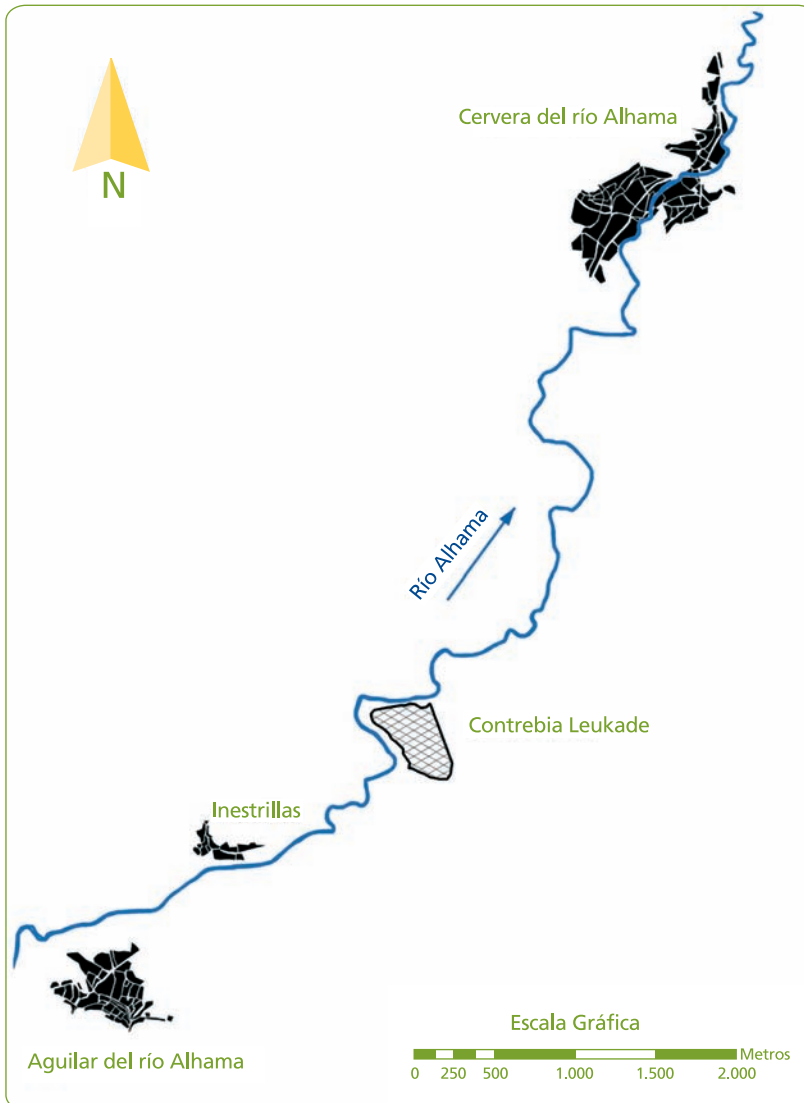 N
Cervera del río Alhama
Río Alhama
Contrebia Leukade
Inestrillas
Aguilar del río Alhama
Escala Gráfica
Metros
0 250 500 1.000 1.500 2.000